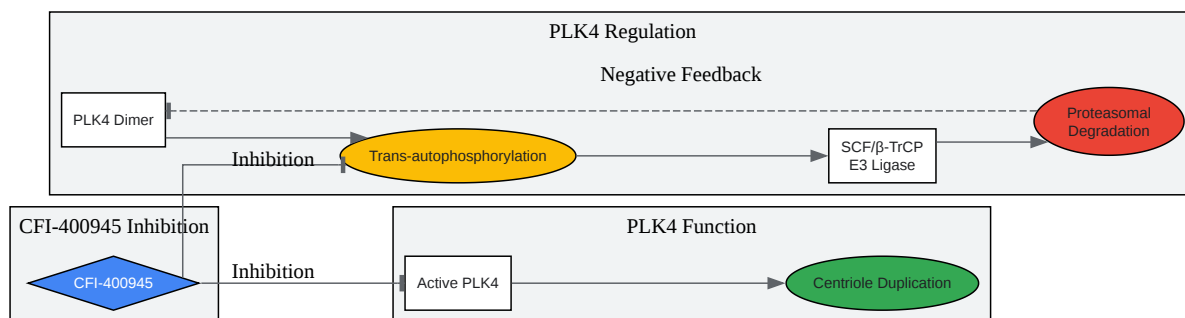 PLK4 Regulation
Negative Feedback
PLK4 Dimer
Proteasomal
Degradation
Inhibition
Trans-autophosphorylation
SCF/β-TrCP
E3 Ligase
CFI-400945 Inhibition
PLK4 Function
Inhibition
CFI-400945
Active PLK4
Centriole Duplication